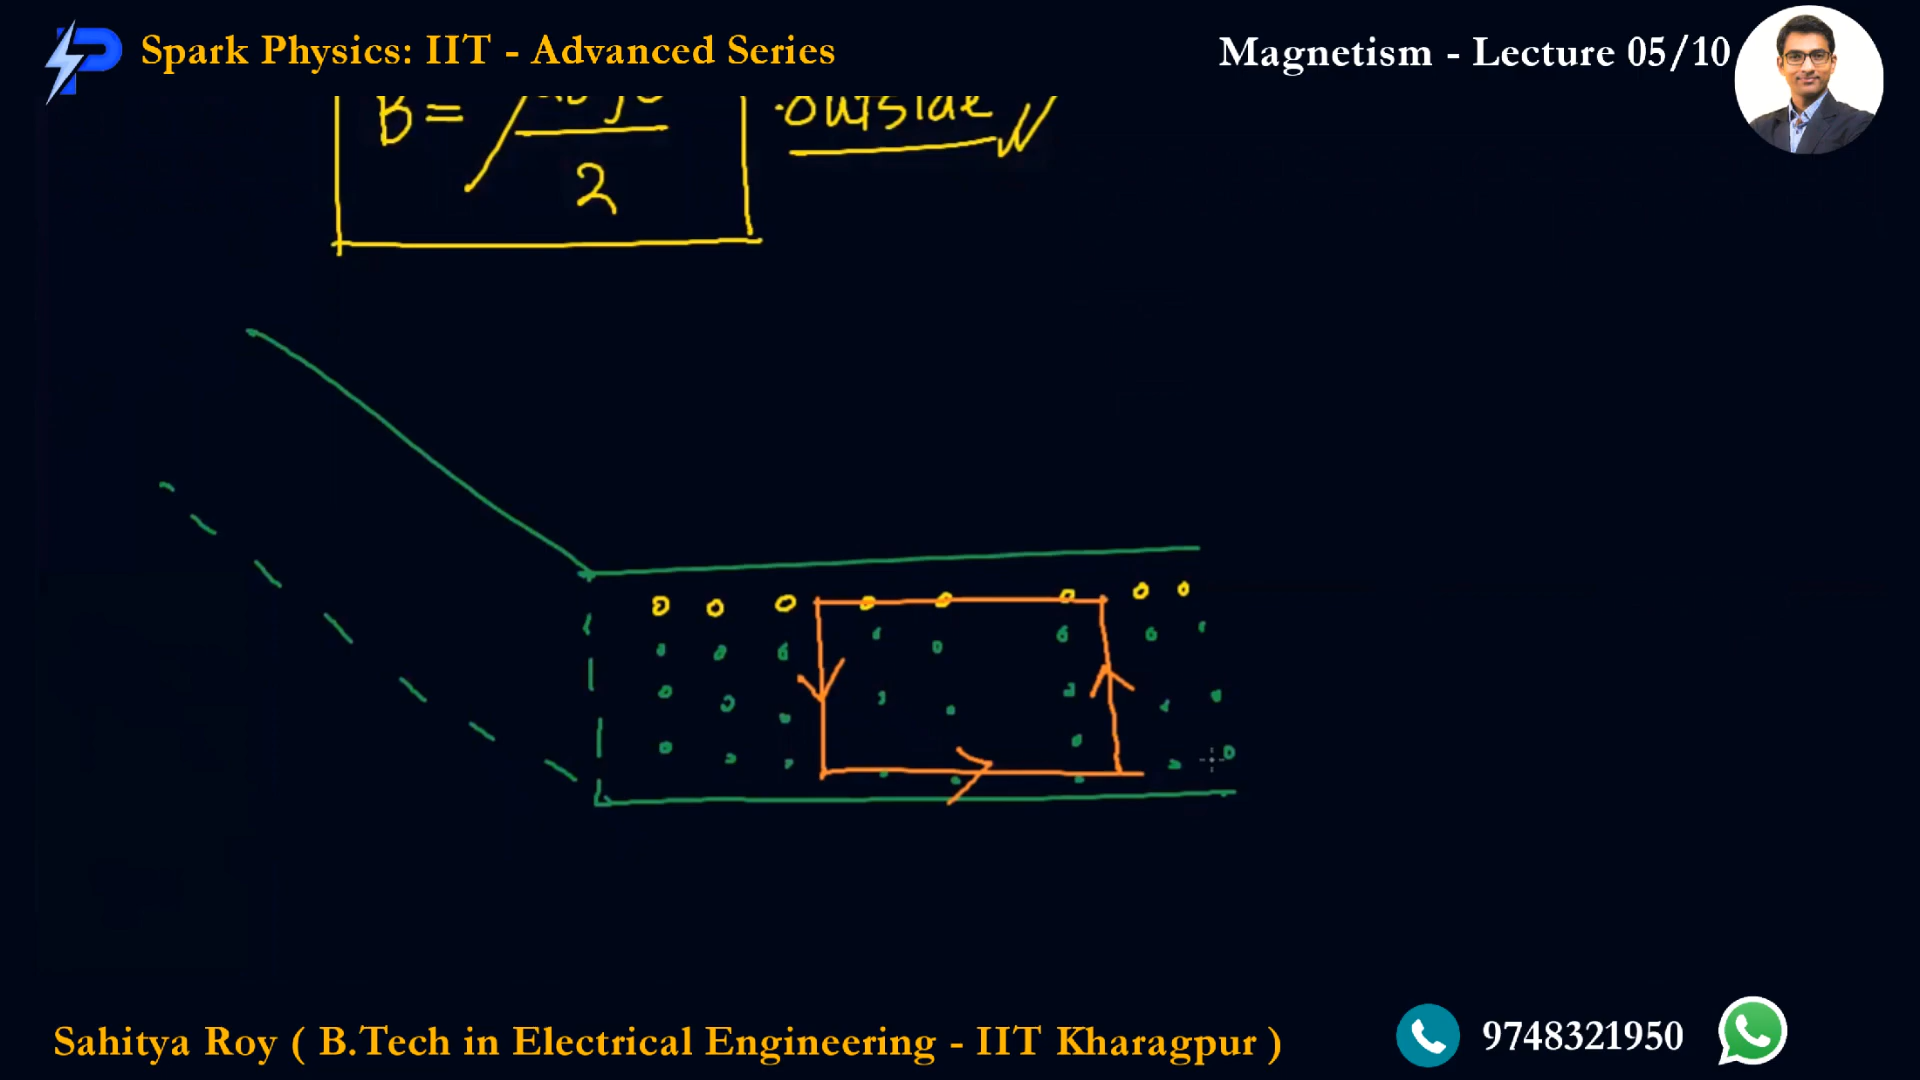 Spark Physics: IIT - Advanced Series
Magnetism - Lecture 05/10
B =
2
outside
Sahitya Roy ( B.Tech in Electrical Engineering - IIT Kharagpur )
9748321950